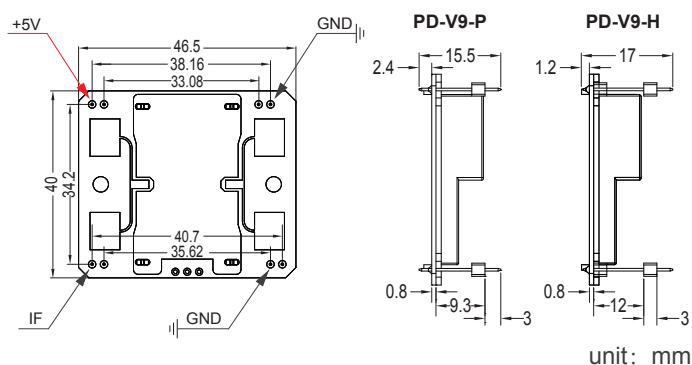 +5V
GND
PD-V9-P
PD-V9-H
46.5
38.16
33.08
15.5
2.4
17
1.2
40
34.2
40.7
35.62
IF
GND
0.8
9.3
3
0.8
12
3
unit: mm